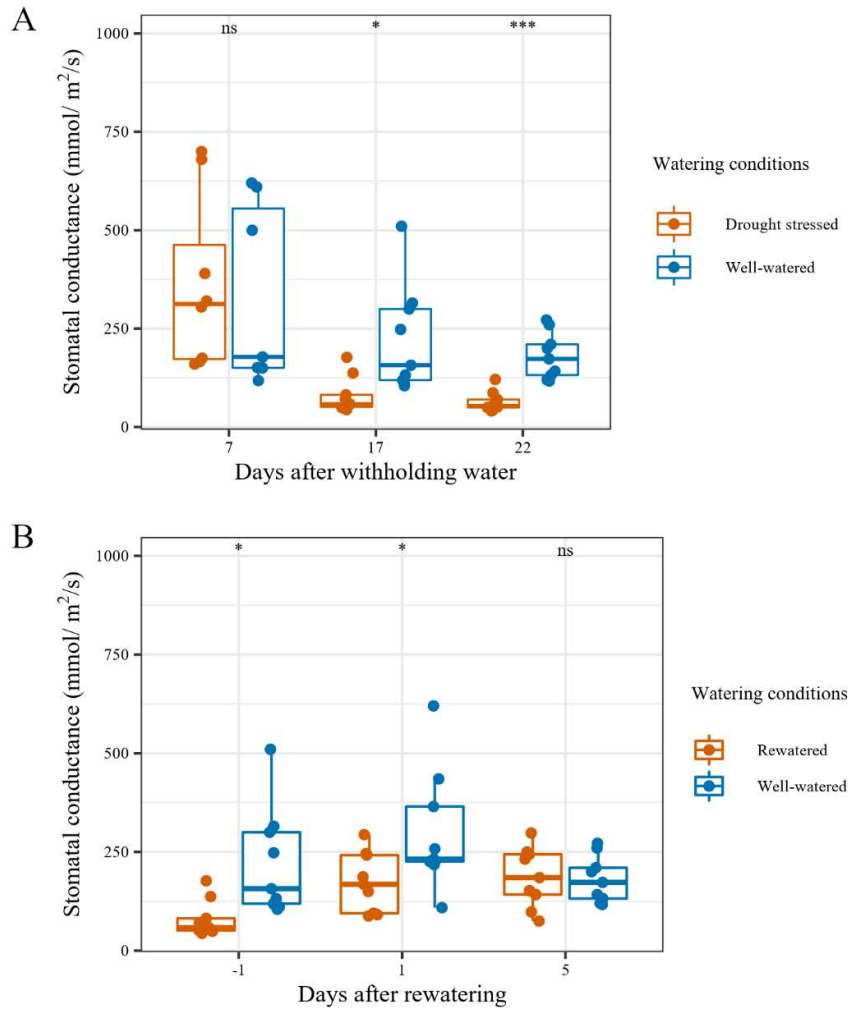 A
ns * ***
1000
750
500
250
0
Stomatal conductance (mmol/ m²/s)
7 17 22
Days after withholding water
Watering conditions
Drought stressed
Well-watered
B
* * ns
1000
750
500
250
0
Stomatal conductance (mmol/ m²/s)
-1 1 5
Days after rewatering
Watering conditions
Rewatered
Well-watered